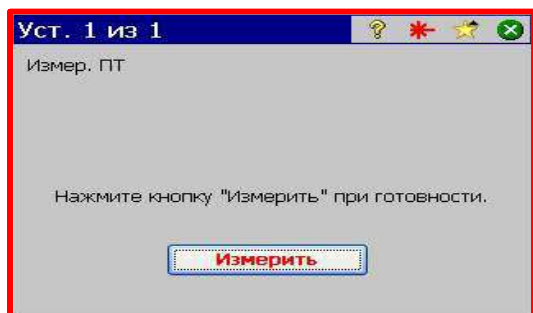 Уст. 1 из 1
Измер. ПТ
Нажмите кнопку "Измерить" при готовности.
Измерить